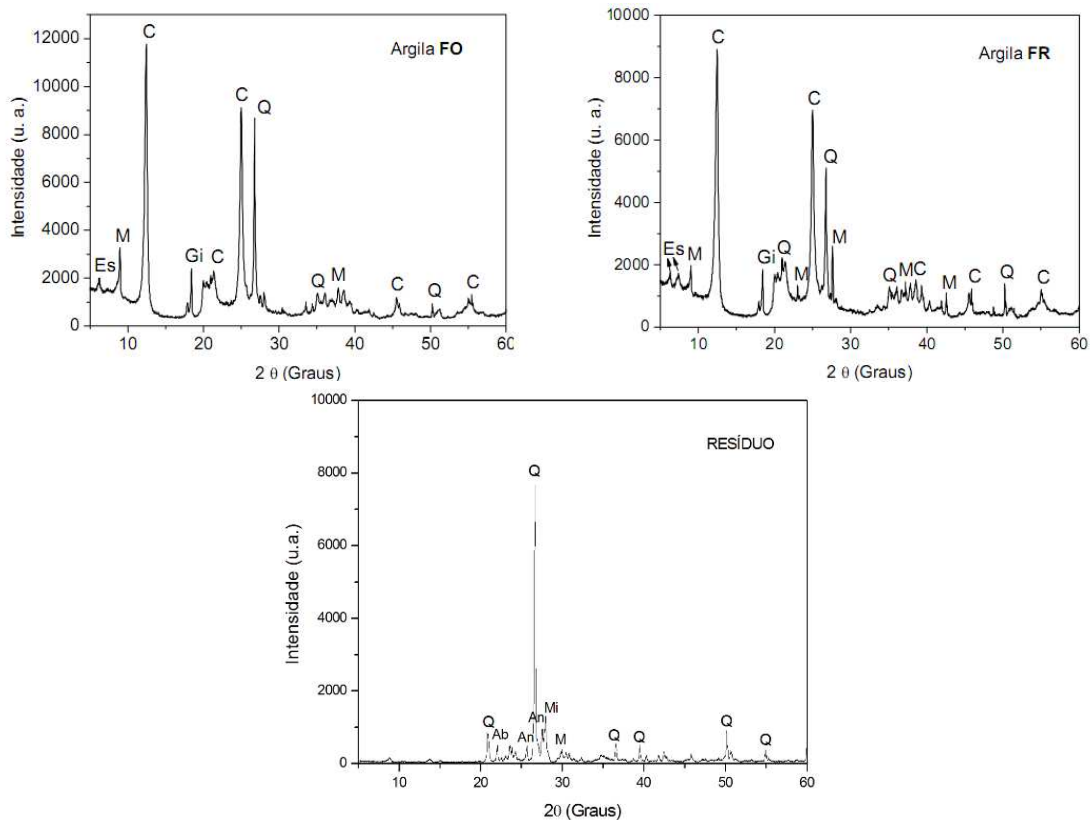 Argila FO
Intensidade (u. a.)
12000
10000
8000
6000
4000
2000
0
C
C
Q
Es
M
Gi
C
Q
M
C
Q
C
10
20
30
40
50
60
2 θ (Graus)
Argila FR
Intensidade (u. a.)
10000
8000
6000
4000
2000
0
C
C
Q
Es
M
Gi
Q
M
M
Q
M
C
M
C
Q
C
10
20
30
40
50
60
2 θ (Graus)
RESÍDUO
Intensidade (u.a.)
10000
8000
6000
4000
2000
0
Q
Q
Ab
An
An
Mi
M
Q
Q
Q
Q
10
20
30
40
50
60
2θ (Graus)